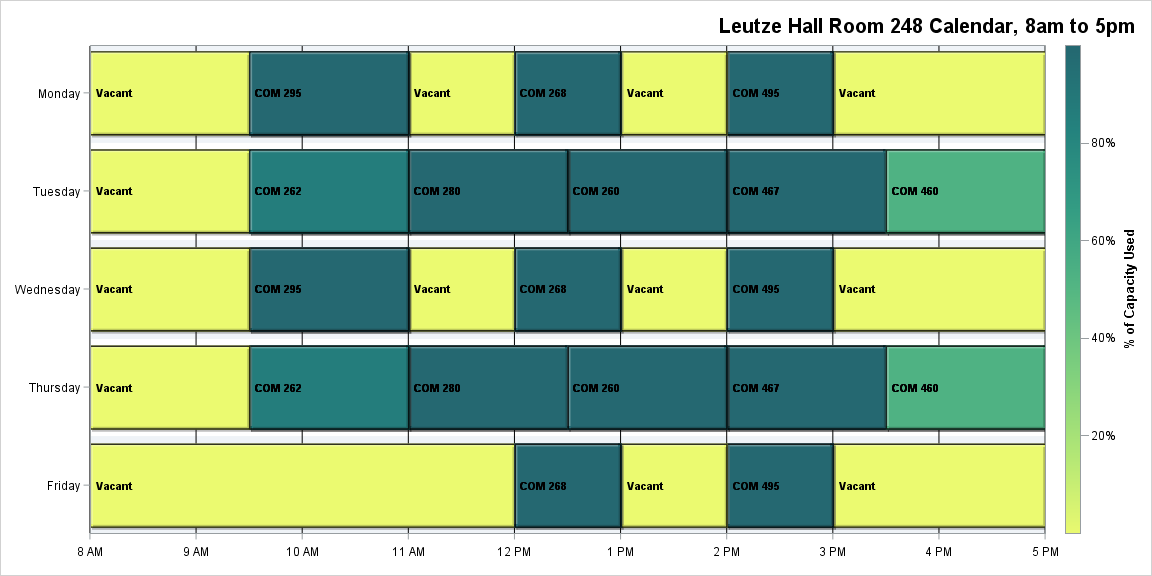 Leutze Hall Room 248 Calendar, 8am to 5pm
Monday
Vacant
COM 295
Vacant
COM 268
Vacant
COM 495
Vacant
Tuesday
Vacant
COM 262
COM 280
COM 260
COM 467
COM 460
Wednesday
Vacant
COM 295
Vacant
COM 268
Vacant
COM 495
Vacant
Thursday
Vacant
COM 262
COM 280
COM 260
COM 467
COM 460
Friday
Vacant
COM 268
Vacant
COM 495
Vacant
8 AM
9 AM
10 AM
11 AM
12 PM
1 PM
2 PM
3 PM
4 PM
5 PM
80%
60%
40%
20%
% of Capacity Used